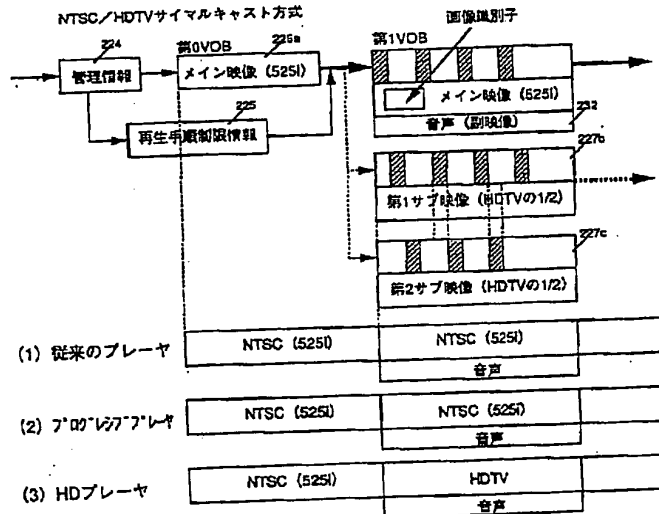 NTSC/HDTVサイマルキャスト方式
画像識別子
224
第0VOB
226a
第1VOB
管理情報
メイン映像 (525I)
メイン映像 (525I)
225
再生手順制限情報
232
音声 (副映像)
227b
第1サブ映像 (HDTVの1/2)
227c
第2サブ映像 (HDTVの1/2)
(1) 従来のプレーヤ
NTSC (525I)
NTSC (525I)
音声
(2) プログレシブプレーヤ
NTSC (525I)
NTSC (525I)
音声
(3) HDプレーヤ
NTSC (525I)
HDTV
音声